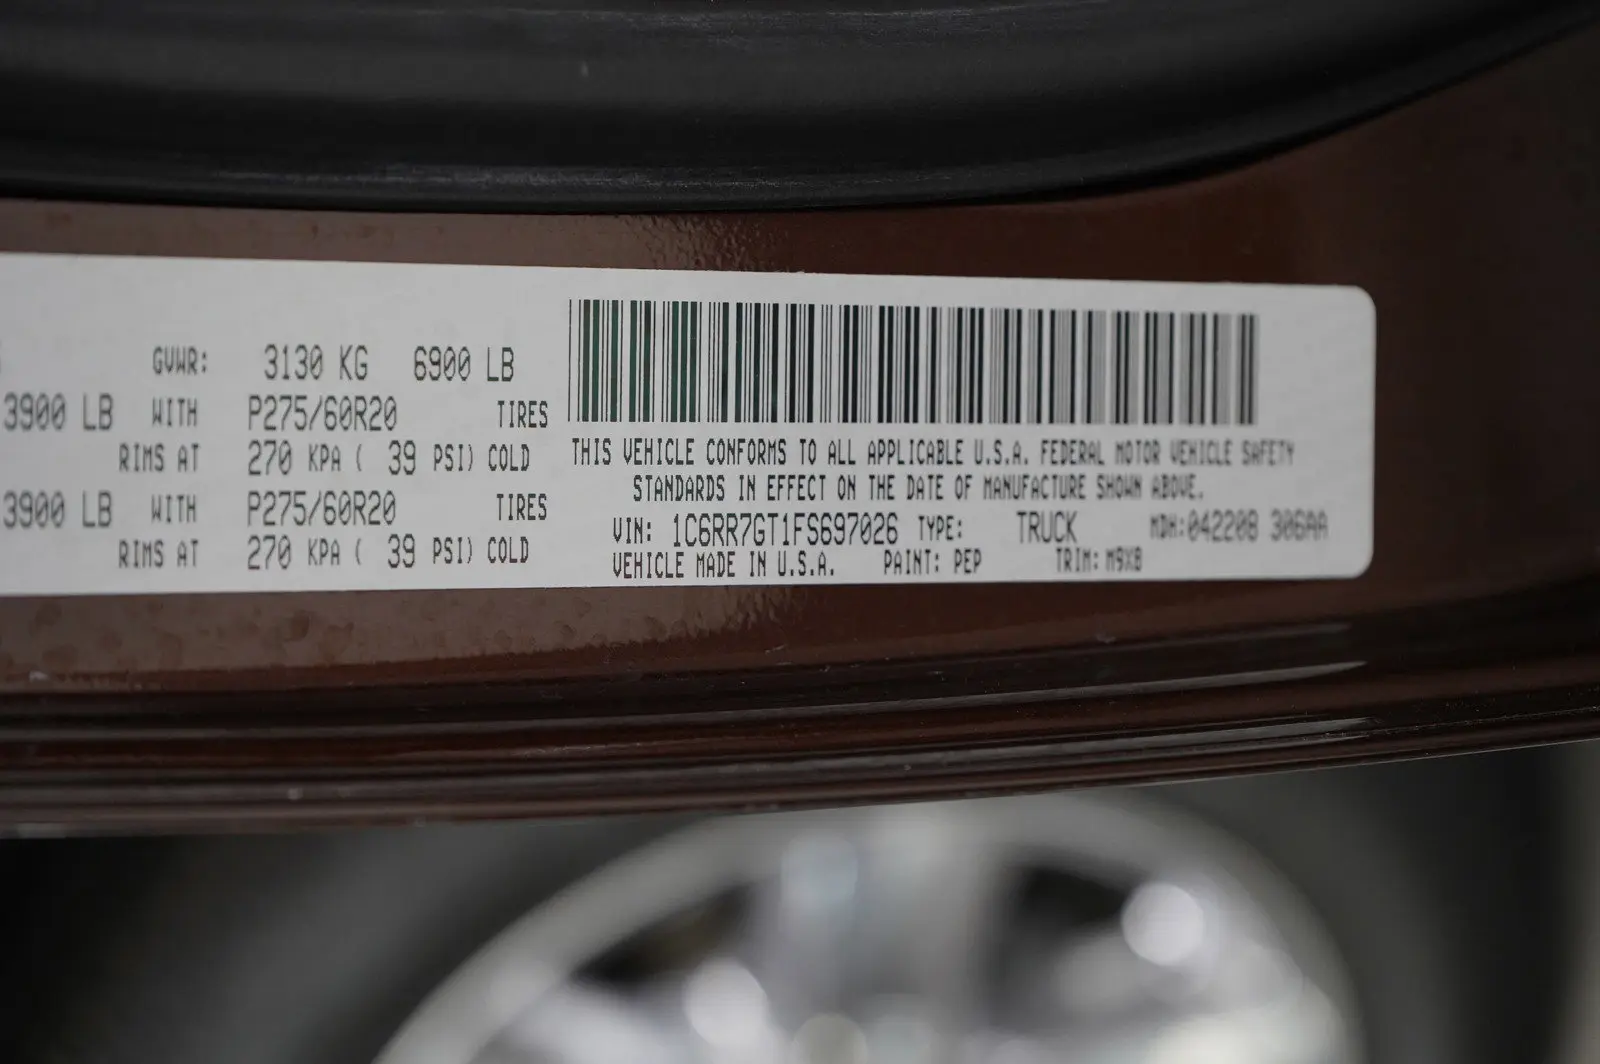 GVWR: 3130 KG 6900 LB
3900 LB WITH P275/60R20 TIRES
RIMS AT 270 KPA ( 39 PSI) COLD
3900 LB WITH P275/60R20 TIRES
RIMS AT 270 KPA ( 39 PSI) COLD
THIS VEHICLE CONFORMS TO ALL APPLICABLE U.S.A. FEDERAL MOTOR VEHICLE SAFETY
STANDARDS IN EFFECT ON THE DATE OF MANUFACTURE SHOWN ABOVE.
VIN: 1C6RR7GT1FS697026 TYPE: TRUCK MDH:042208 306AA
VEHICLE MADE IN U.S.A. PAINT: PEP TRIM: M9X8